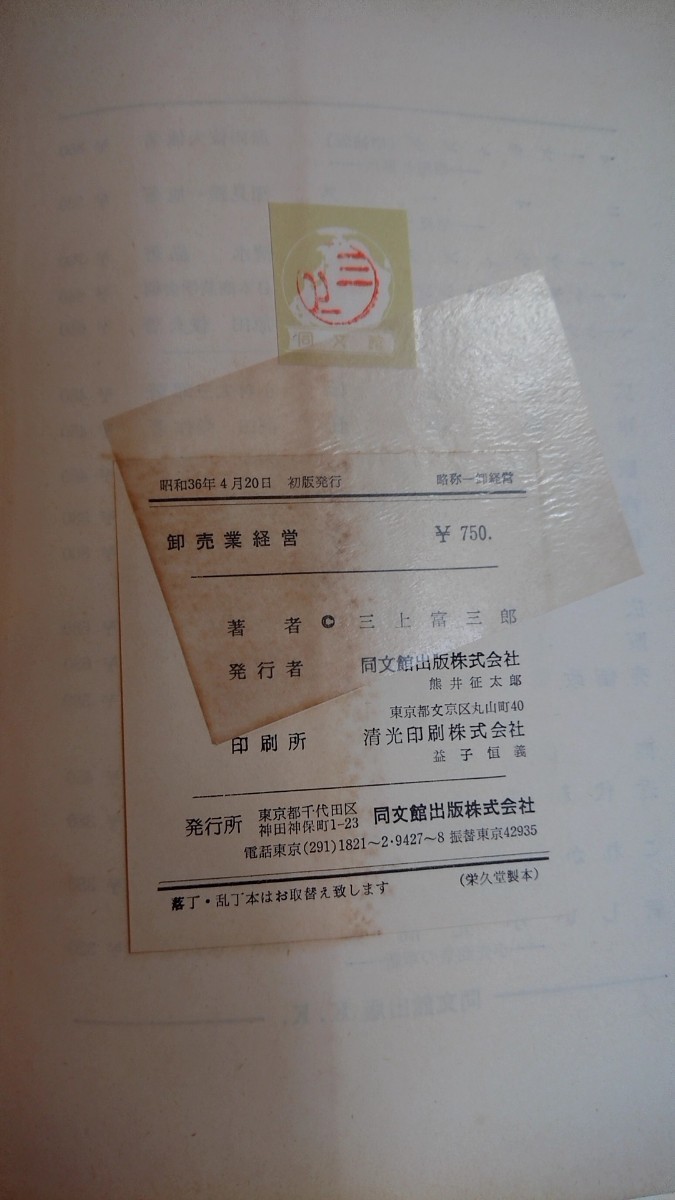 三上
同文館
昭和36年4月20日 初版発行 略称―卸経営
卸売業経営 ¥ 750.
著者 © 三上富三郎
発行者 同文館出版株式会社
熊井征太郎
東京都文京区丸山町40
印刷所 清光印刷株式会社
益子恒義
発行所 東京都千代田区
神田神保町1-23 同文館出版株式会社
電話東京(291)1821～2・9427～8 振替東京42935
落丁・乱丁本はお取替え致します (栄久堂製本)